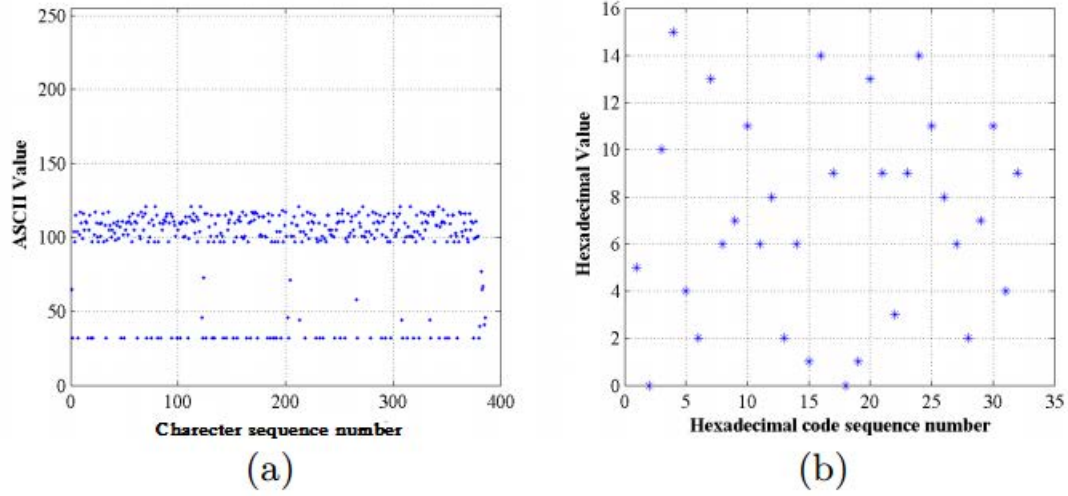 250
200
150
100
50
0
ASCII Value
0 100 200 300 400
Charecter sequence number
(a)
16
14
12
10
8
6
4
2
0
Hexadecimal Value
0 5 10 15 20 25 30 35
Hexadecimal code sequence number
(b)